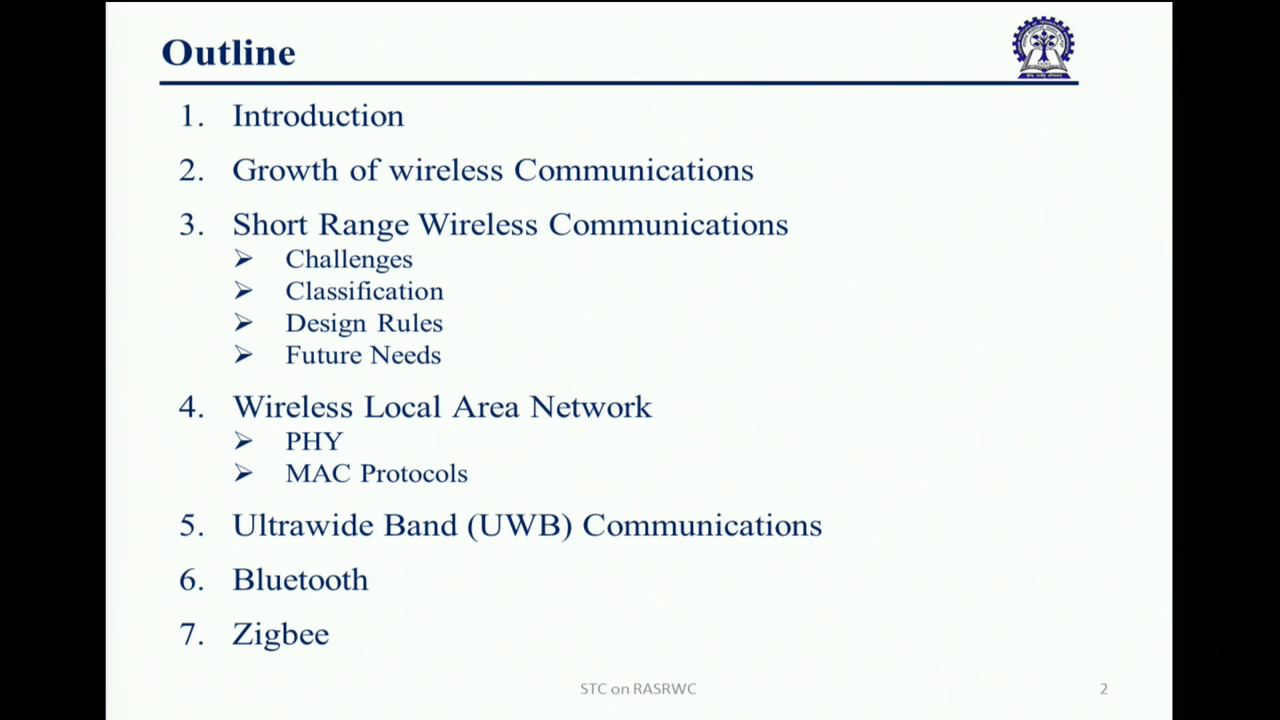 Outline
1. Introduction
2. Growth of wireless Communications
3. Short Range Wireless Communications
➢ Challenges
➢ Classification
➢ Design Rules
➢ Future Needs
4. Wireless Local Area Network
➢ PHY
➢ MAC Protocols
5. Ultrawide Band (UWB) Communications
6. Bluetooth
7. Zigbee
STC on RASRWC
2